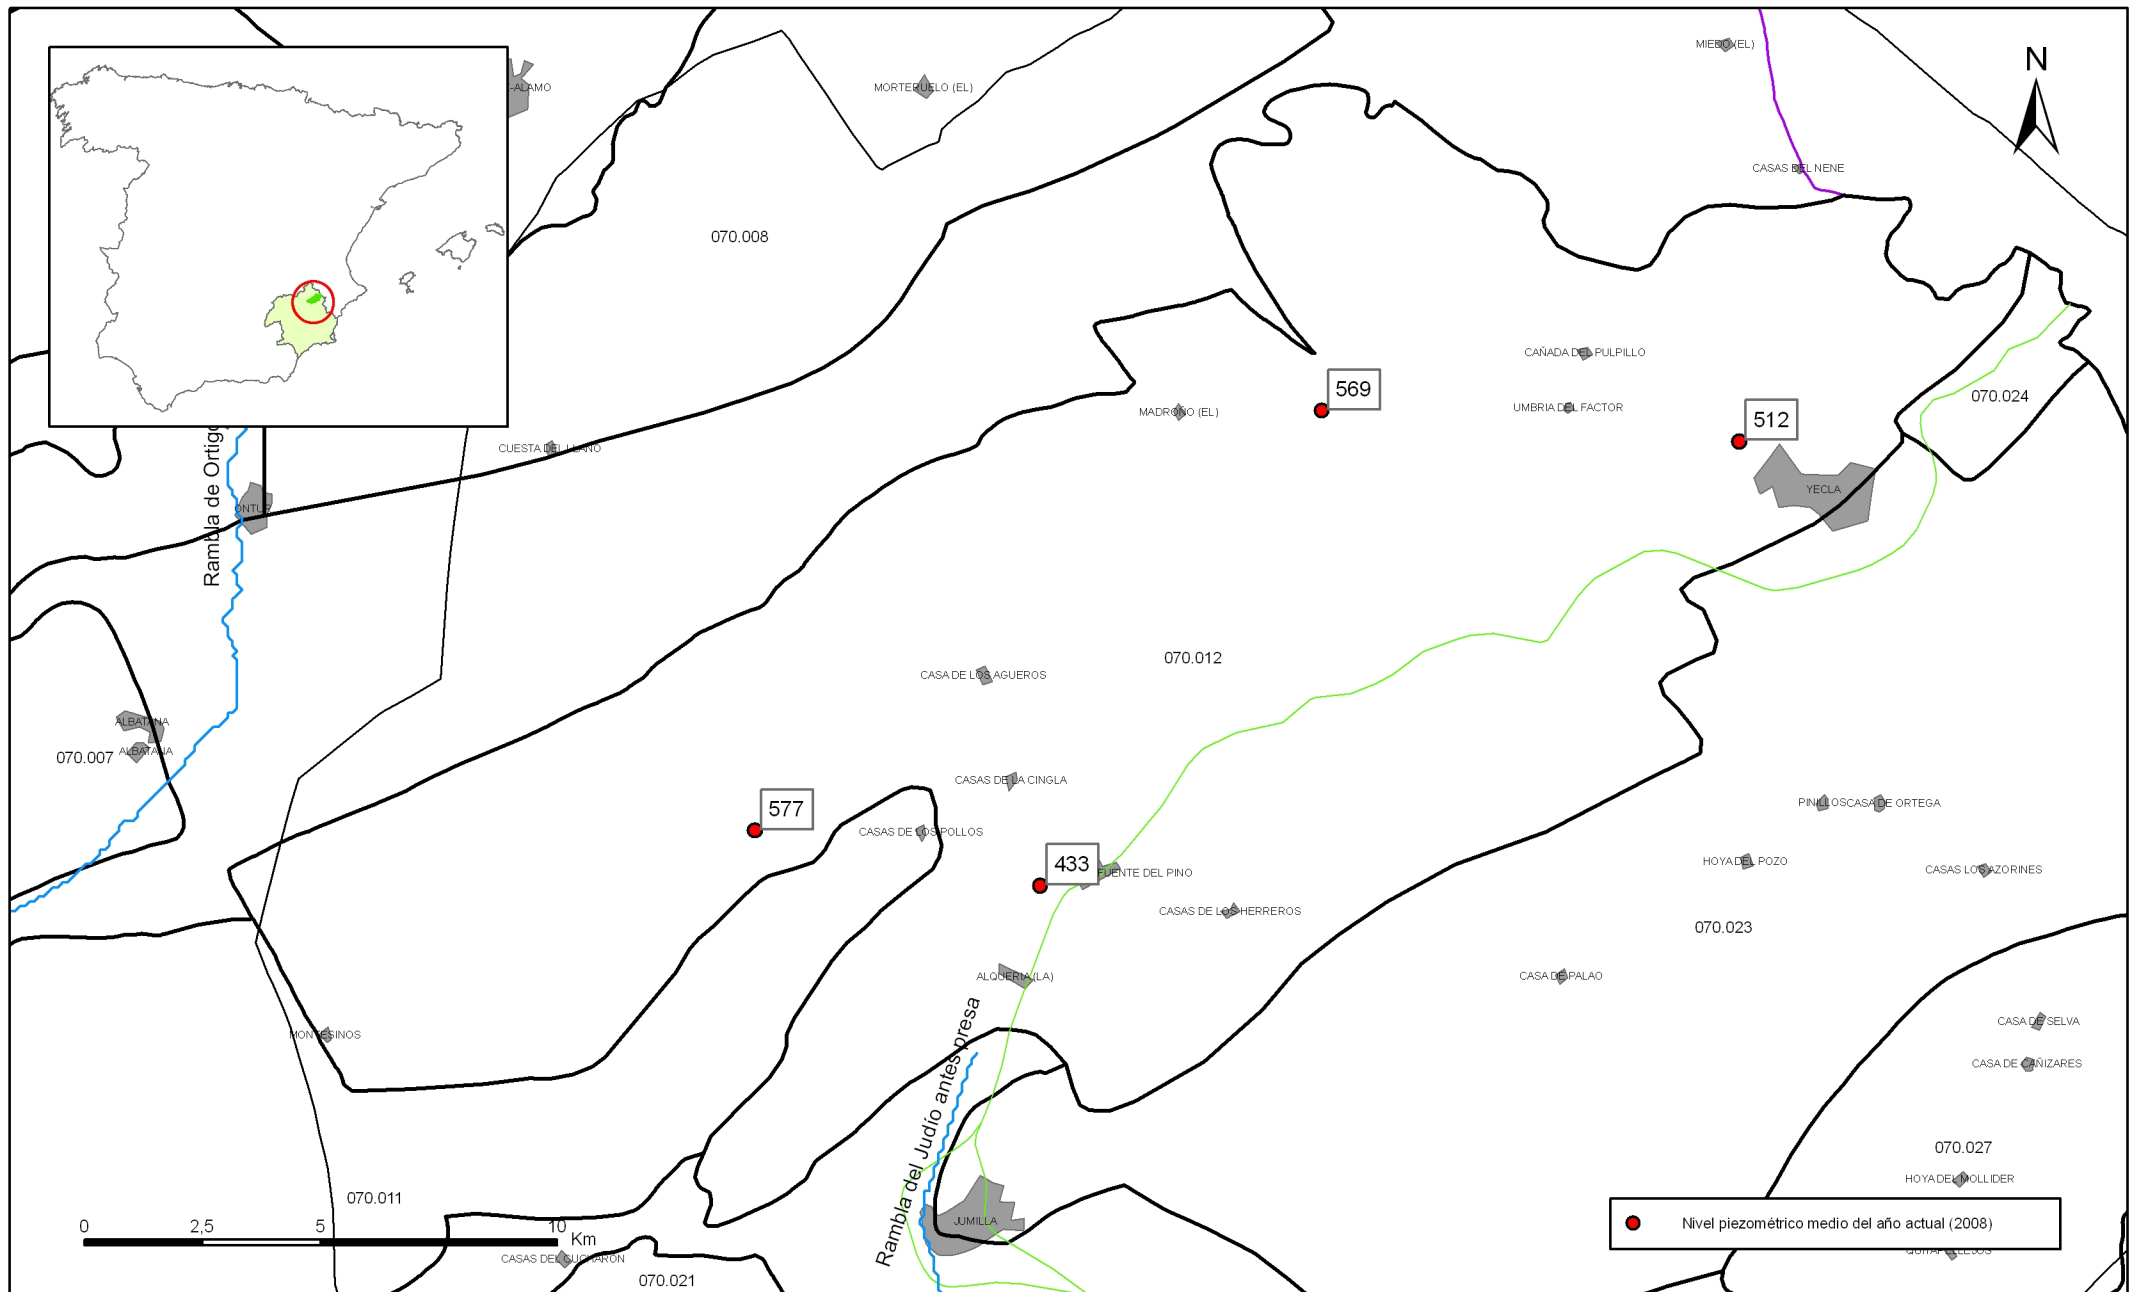 MIEDO (EL)
N
-ALAMO
MORTERUELO (EL)
CASAS DEL NENE
070.008
CAÑADA DEL PULPILLO
569
070.024
MADROÑO (EL)
UMBRIA DEL FACTOR
512
CUESTA DEL LLANO
YECLA
Rambla de Ortigo
ONTUR
070.012
CASA DE LOS AGUEROS
ALBATANA
070.007
ALBATANA
CASAS DE LA CINGLA
577
CASAS DE LOS POLLOS
PINILLOS
CASA DE ORTEGA
433
FUENTE DEL PINO
HOYA DEL POZO
CASAS LOS AZORINES
CASAS DE LOS HERREROS
070.023
ALQUERIA (LA)
CASA DE PALAO
MONTESINOS
CASA DE SELVA
CASA DE CAÑIZARES
Rambla del Judío antes presa
070.027
HOYA DEL MOLLIDER
070.011
JUMILLA
0 2,5 5 10
Km
Nivel piezométrico medio del año actual (2008)
CASAS DEL CUCHARON
070.021